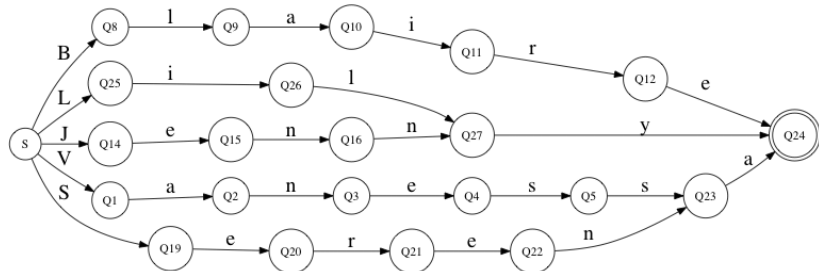 Q8 l Q9 a Q10 i Q11 r Q12 e
B
Q25 i Q26 l
L
S J Q14 e Q15 n Q16 n Q27 y Q24
V
Q1 a Q2 n Q3 e Q4 s Q5 s Q23 a
S
Q19 e Q20 r Q21 e Q22 n